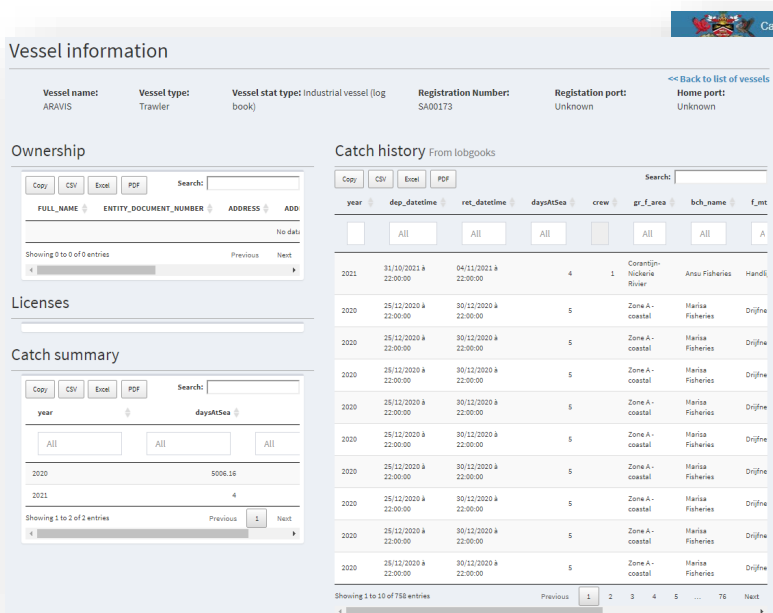 Ca
Vessel information
<< Back to list of vessels
Vessel name: Vessel type: Vessel stat type: Industrial vessel (log Registration Number: Registation port: Home port:
ARAVIS Trawler book) SA00173 Unknown Unknown
Ownership
Copy CSV Excel PDF Search:
FULL_NAME ENTITY_DOCUMENT_NUMBER ADDRESS ADD
No data
Showing 0 to 0 of 0 entries Previous Next
Licenses
Catch summary
Copy CSV Excel PDF Search:
year daysAtSea
All All All
2020 5006.16
2021 4
Showing 1 to 2 of 2 entries Previous 1 Next
Catch history From lobgooks
Copy CSV Excel PDF Search:
year dep_datetime ret_datetime daysAtSea crew gr_f_area bch_name f_mt
All All All All All A
Corantijn-
2021 31/10/2021 à 04/11/2021 à 4 1 Nickerie Ansu Fisheries Handlij
22:00:00 22:00:00 Rivier
2020 25/12/2020 à 30/12/2020 à 5 Zone A - Marisa Drijfne
22:00:00 22:00:00 coastal Fisheries
2020 25/12/2020 à 30/12/2020 à 5 Zone A - Marisa Drijfne
22:00:00 22:00:00 coastal Fisheries
2020 25/12/2020 à 30/12/2020 à 5 Zone A - Marisa Drijfne
22:00:00 22:00:00 coastal Fisheries
2020 25/12/2020 à 30/12/2020 à 5 Zone A - Marisa Drijfne
22:00:00 22:00:00 coastal Fisheries
2020 25/12/2020 à 30/12/2020 à 5 Zone A - Marisa Drijfne
22:00:00 22:00:00 coastal Fisheries
2020 25/12/2020 à 30/12/2020 à 5 Zone A - Marisa Drijfne
22:00:00 22:00:00 coastal Fisheries
2020 25/12/2020 à 30/12/2020 à 5 Zone A - Marisa Drijfne
22:00:00 22:00:00 coastal Fisheries
2020 25/12/2020 à 30/12/2020 à 5 Zone A - Marisa Drijfne
22:00:00 22:00:00 coastal Fisheries
2020 25/12/2020 à 30/12/2020 à 5 Zone A - Marisa Drijfne
22:00:00 22:00:00 coastal Fisheries
Showing 1 to 10 of 758 entries Previous 1 2 3 4 5 ... 76 Next